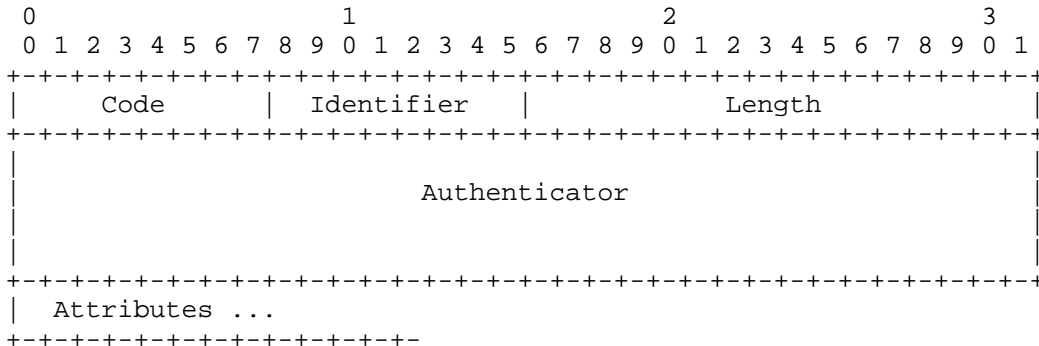 0                   1                   2                   3
 0 1 2 3 4 5 6 7 8 9 0 1 2 3 4 5 6 7 8 9 0 1 2 3 4 5 6 7 8 9 0 1
+-+-+-+-+-+-+-+-+-+-+-+-+-+-+-+-+-+-+-+-+-+-+-+-+-+-+-+-+-+-+-+-+
|     Code      |  Identifier   |            Length             |
+-+-+-+-+-+-+-+-+-+-+-+-+-+-+-+-+-+-+-+-+-+-+-+-+-+-+-+-+-+-+-+-+
|                                                               |
|                         Authenticator                         |
|                                                               |
|                                                               |
+-+-+-+-+-+-+-+-+-+-+-+-+-+-+-+-+-+-+-+-+-+-+-+-+-+-+-+-+-+-+-+-+
|  Attributes ...
+-+-+-+-+-+-+-+-+-+-+-+-+-